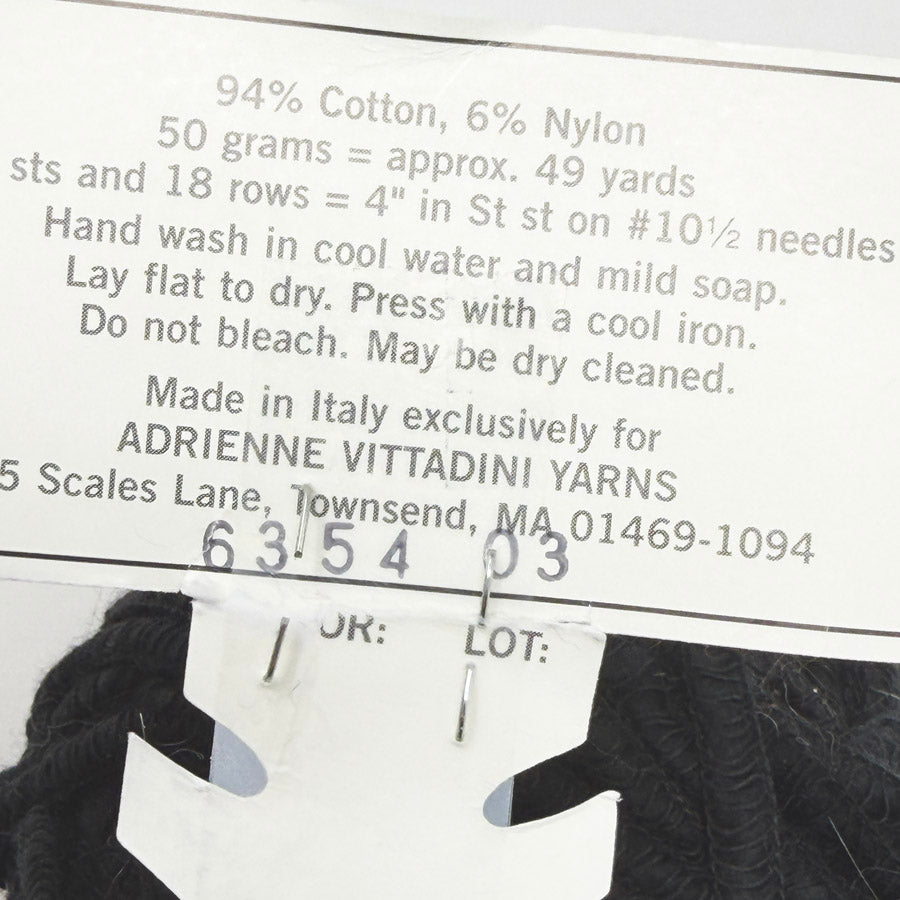 94% Cotton, 6% Nylon
50 grams = approx. 49 yards
sts and 18 rows = 4" in St st on #10½ needles
Hand wash in cool water and mild soap.
Lay flat to dry. Press with a cool iron.
Do not bleach. May be dry cleaned.
Made in Italy exclusively for
ADRIENNE VITTADINI YARNS
5 Scales Lane, Townsend, MA 01469-1094
6354 03
OR: LOT: